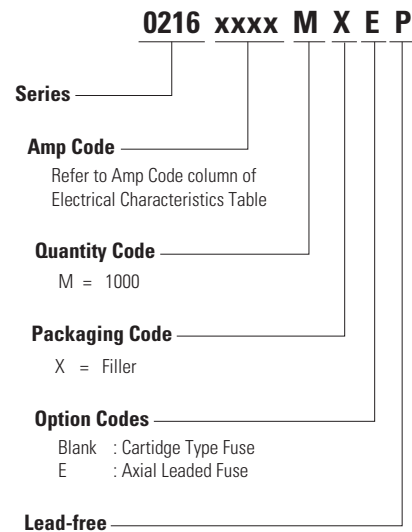 0216 xxxx M X E P
Series
Amp Code
Refer to Amp Code column of
Electrical Characteristics Table
Quantity Code
M = 1000
Packaging Code
X = Filler
Option Codes
Blank : Cartidge Type Fuse
E : Axial Leaded Fuse
Lead-free